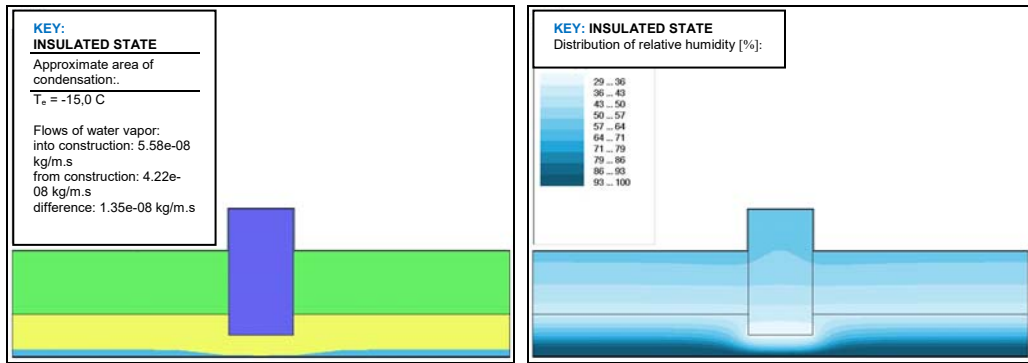 KEY:
INSULATED STATE
Approximate area of
condensation:.
Tₑ = -15,0 C
Flows of water vapor:
into construction: 5.58e-08
kg/m.s
from construction: 4.22e-
08 kg/m.s
difference: 1.35e-08 kg/m.s
KEY: INSULATED STATE
Distribution of relative humidity [%]:
29 ... 36
36 ... 43
43 ... 50
50 ... 57
57 ... 64
64 ... 71
71 ... 79
79 ... 86
86 ... 93
93 ... 100